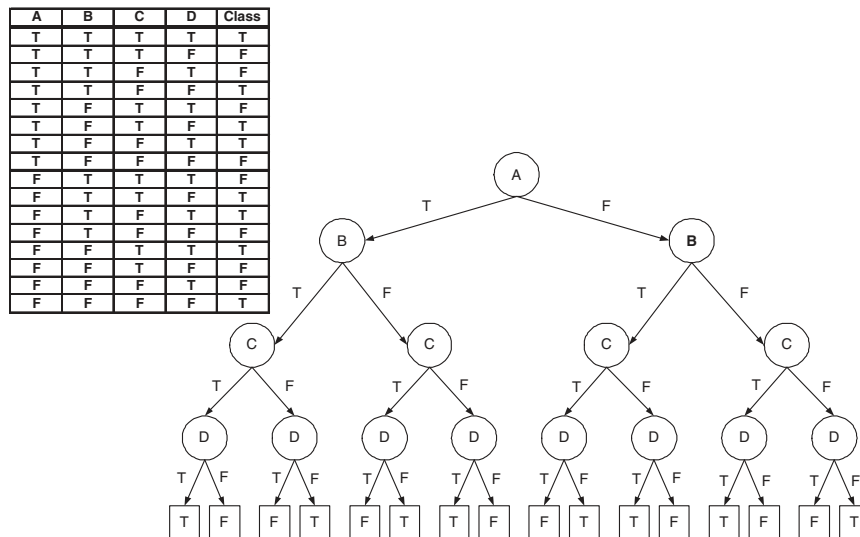 A B C D Class
T T T T T
T T T F F
T T F T F
T T F F T
T F T T F
T F T F T
T F F T T
T F F F F
F T T T F
F T T F T
F T F T T
F T F F F
F F T T T
F F T F F
F F F T F
F F F F T
A
T F
B B
T F T F
C C C C
T F T F T F T F
D D D D D D D D
T F T F T F T F T F T F T F T F
T F F T F T T F F T T F T F F T